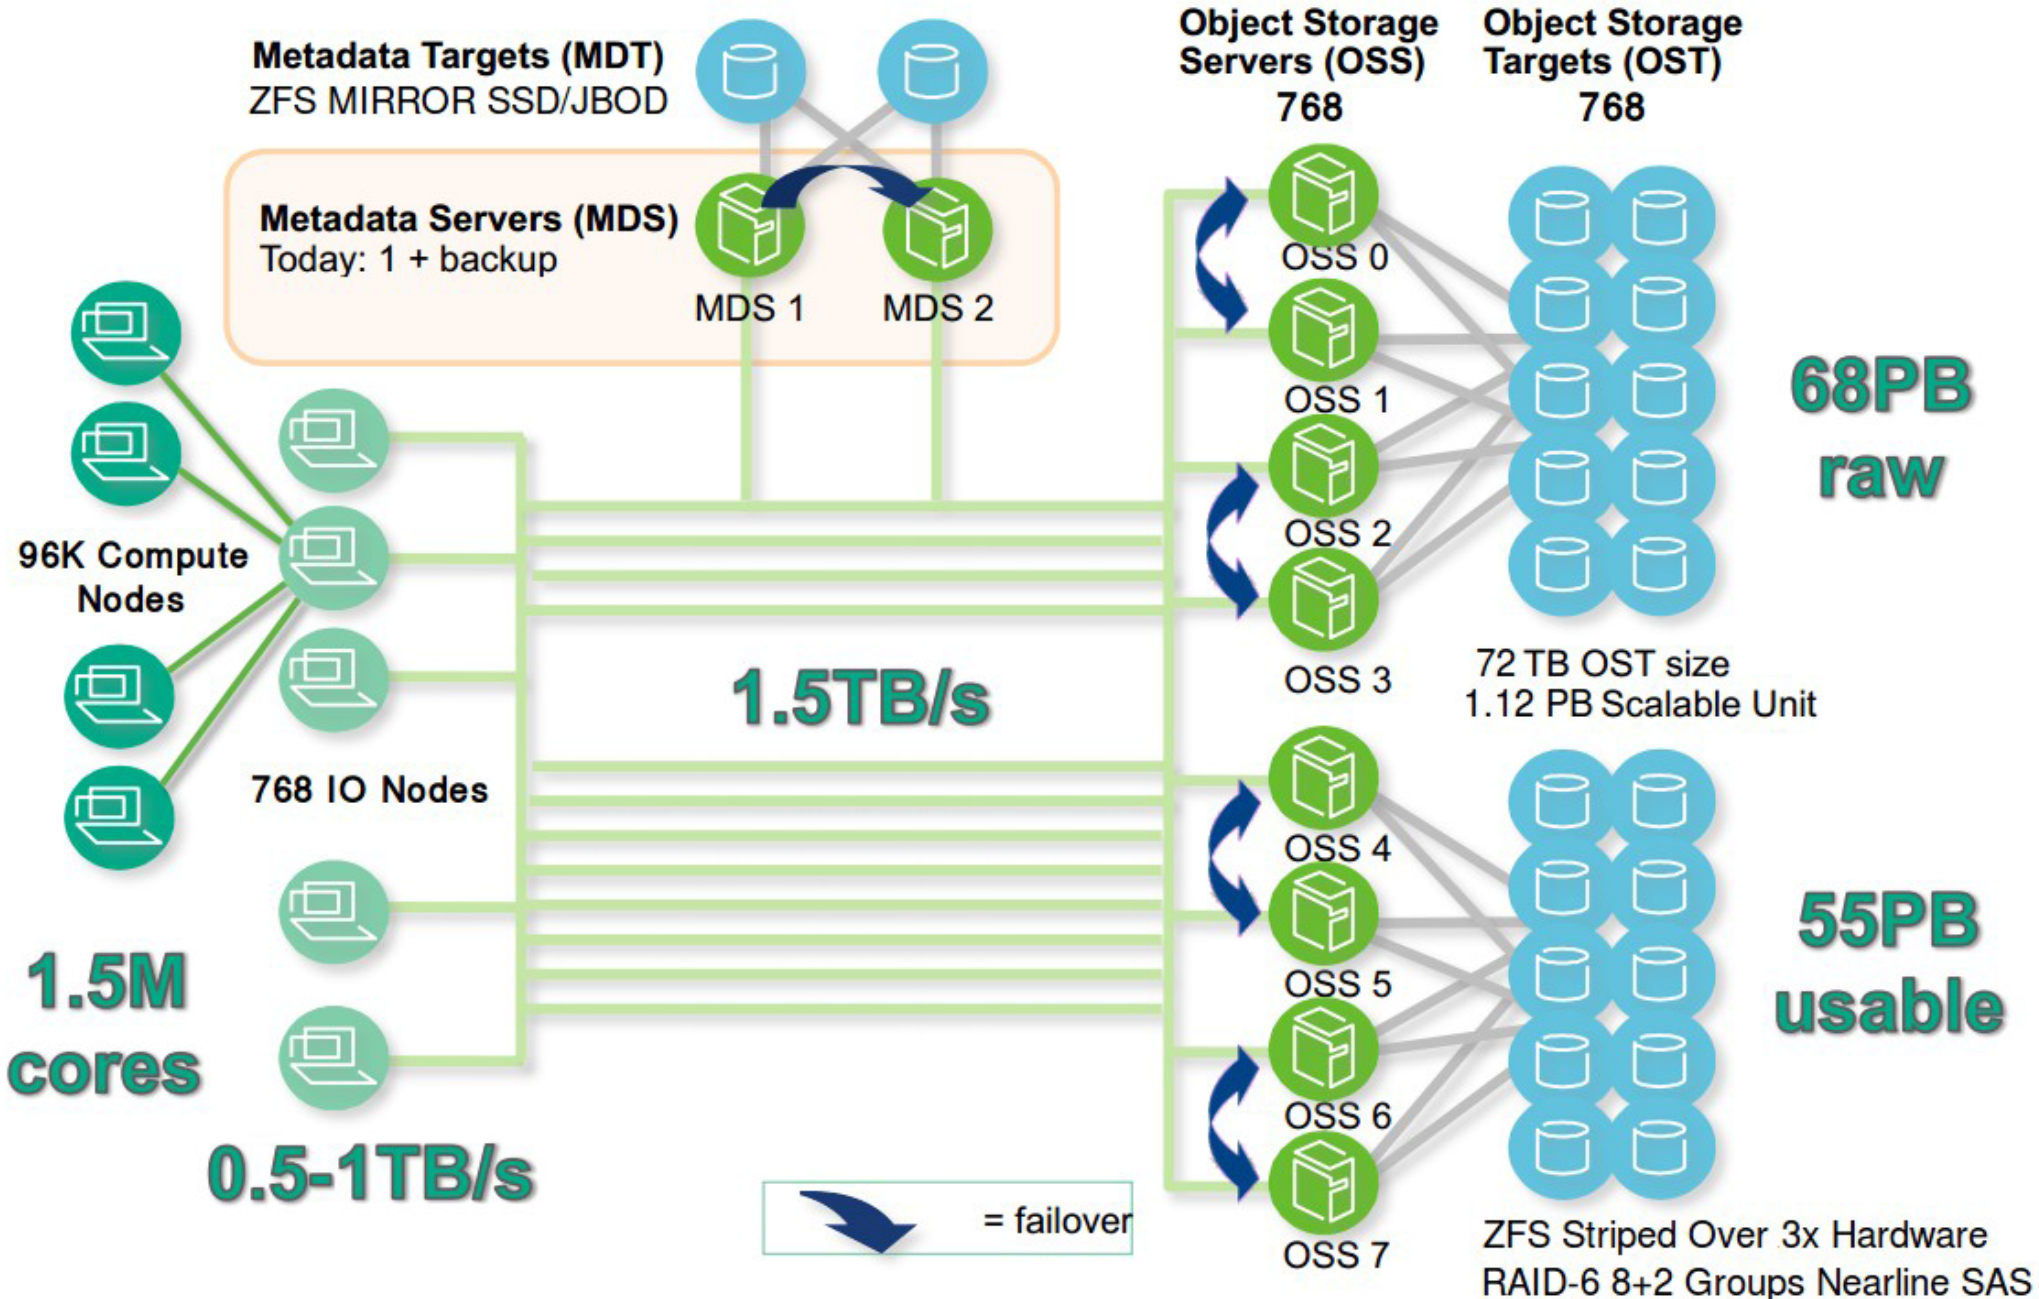 Metadata Targets (MDT)
ZFS MIRROR SSD/JBOD
Metadata Servers (MDS)
Today: 1 + backup
MDS 1
MDS 2
96K Compute
Nodes
768 IO Nodes
1.5M
cores
0.5-1TB/s
1.5TB/s
= failover
Object Storage
Servers (OSS)
768
OSS 0
OSS 1
OSS 2
OSS 3
OSS 4
OSS 5
OSS 6
OSS 7
Object Storage
Targets (OST)
768
72 TB OST size
1.12 PB Scalable Unit
ZFS Striped Over 3x Hardware
RAID-6 8+2 Groups Nearline SAS
68PB
raw
55PB
usable